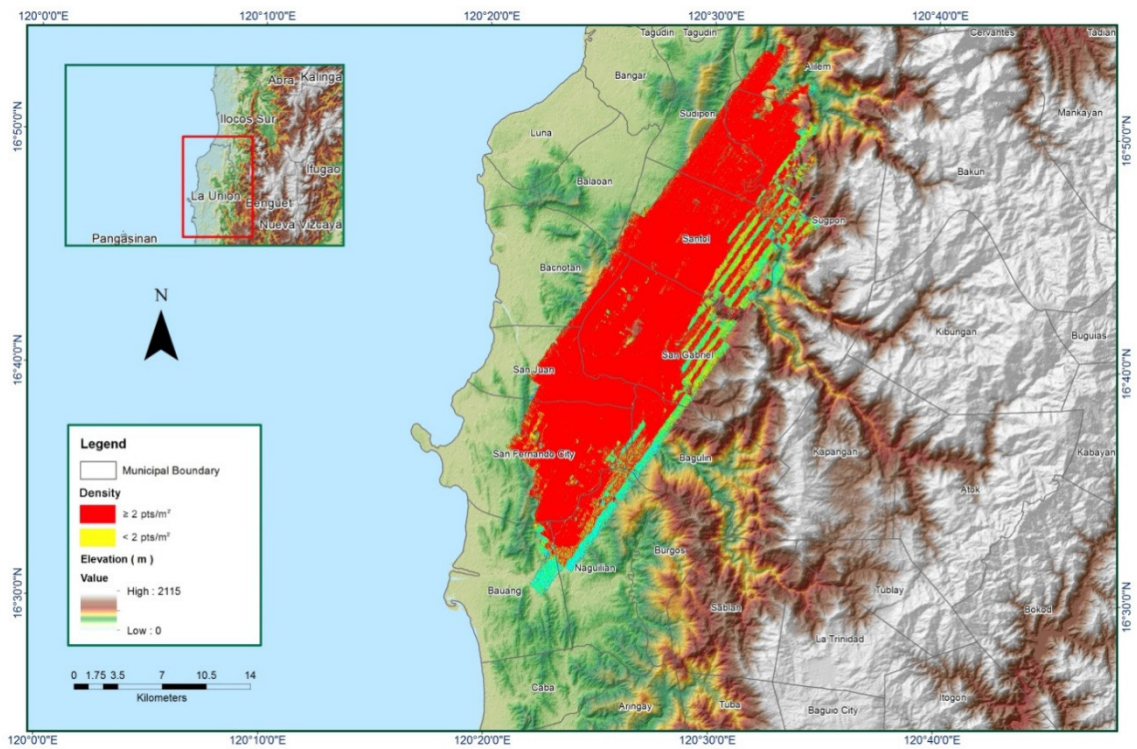 120°0'0"E
120°10'0"E
120°20'0"E
120°30'0"E
120°40'0"E
Tagudin
Tagudin
Cervantes
Tadian
Alilem
Bangar
Abra
Kalinga
Mankayan
Sudipen
Ilocos Sur
16°50'0"N
Luna
16°50'0"N
Ifugao
Bakun
Balaoan
La Union
Benguet
Sugpon
Nueva Vizcaya
Pangasinan
Santol
Bacnotan
N
Kibungan
Buguias
16°40'0"N
San Gabriel
San Juan
16°40'0"N
Legend
Municipal Boundary
San Fernando City
Bagulin
Kapangan
Kabayan
Density
≥ 2 pts/m²
Atok
< 2 pts/m²
Elevation ( m )
Burgos
Value
Naguilian
High : 2115
Bauang
Tublay
16°30'0"N
Sablan
Bokod
16°30'0"N
Low : 0
La Trinidad
0 1.75 3.5 7 10.5 14
Kilometers
Caba
Aringay
Tuba
Baguio City
Itogon
120°0'0"E
120°10'0"E
120°20'0"E
120°30'0"E
120°40'0"E